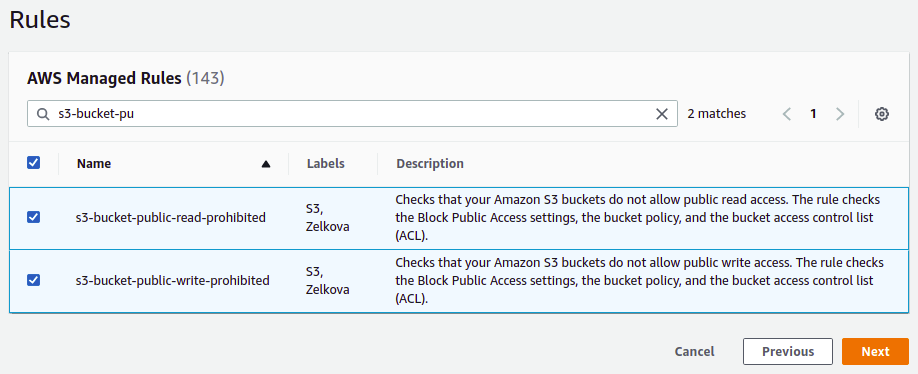 Rules
AWS Managed Rules (143)
s3-bucket-pu
2 matches
1
Name
Labels
Description
s3-bucket-public-read-prohibited
S3,
Zelkova
Checks that your Amazon S3 buckets do not allow public read access. The rule checks
the Block Public Access settings, the bucket policy, and the bucket access control list
(ACL).
s3-bucket-public-write-prohibited
S3,
Zelkova
Checks that your Amazon S3 buckets do not allow public write access. The rule checks
the Block Public Access settings, the bucket policy, and the bucket access control list
(ACL).
Cancel
Previous
Next